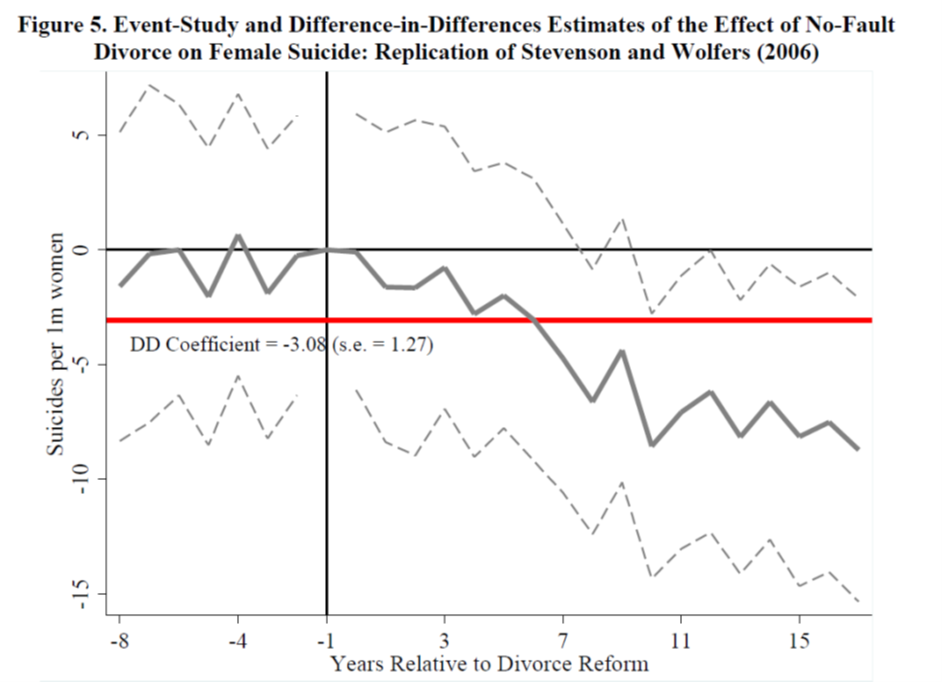 Figure 5. Event-Study and Difference-in-Differences Estimates of the Effect of No-Fault
Divorce on Female Suicide: Replication of Stevenson and Wolfers (2006)
Suicides per 1m women
5
0
-5
-10
-15
DD Coefficient = -3.08 (s.e. = 1.27)
-8 -4 -1 3 7 11 15
Years Relative to Divorce Reform